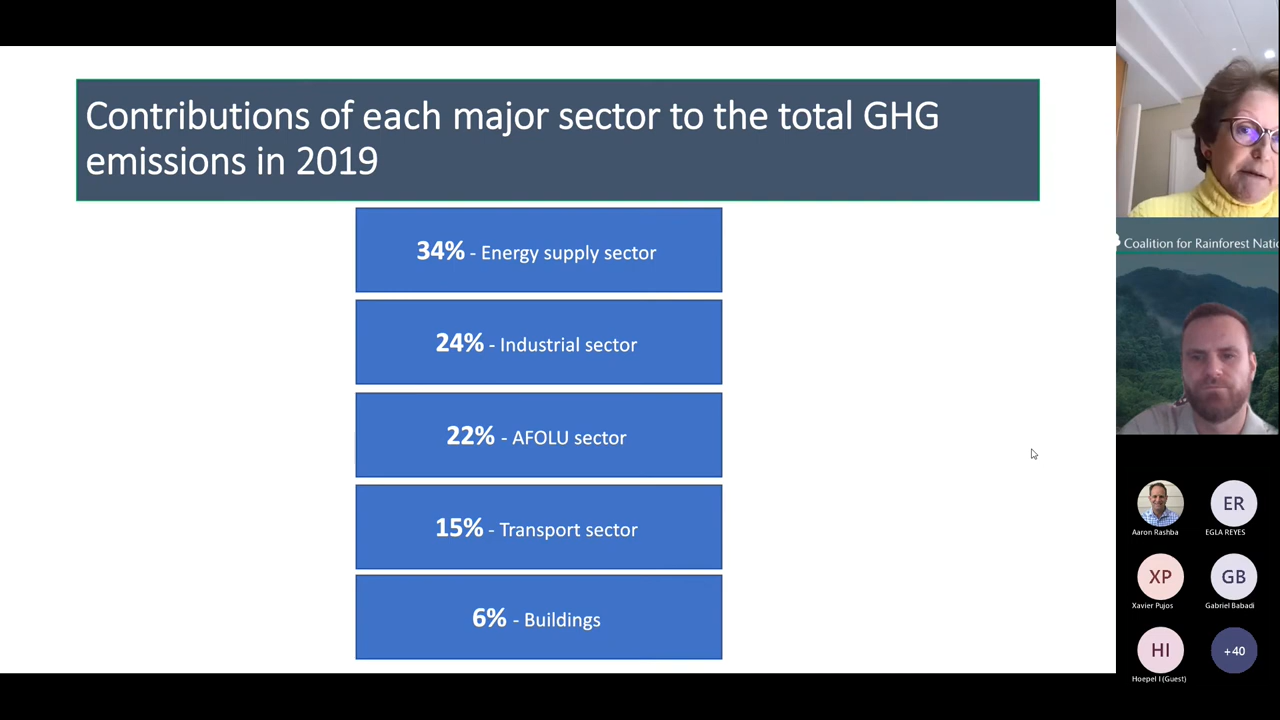 Contributions of each major sector to the total GHG
emissions in 2019
34% - Energy supply sector
24% - Industrial sector
22% - AFOLU sector
15% - Transport sector
6% - Buildings
Coalition for Rainforest Natio
Aaron Rashba
ER
EGLA REYES
XP
Xavier Pujos
GB
Gabriel Babadi
HI
Hoepel I (Guest)
+40